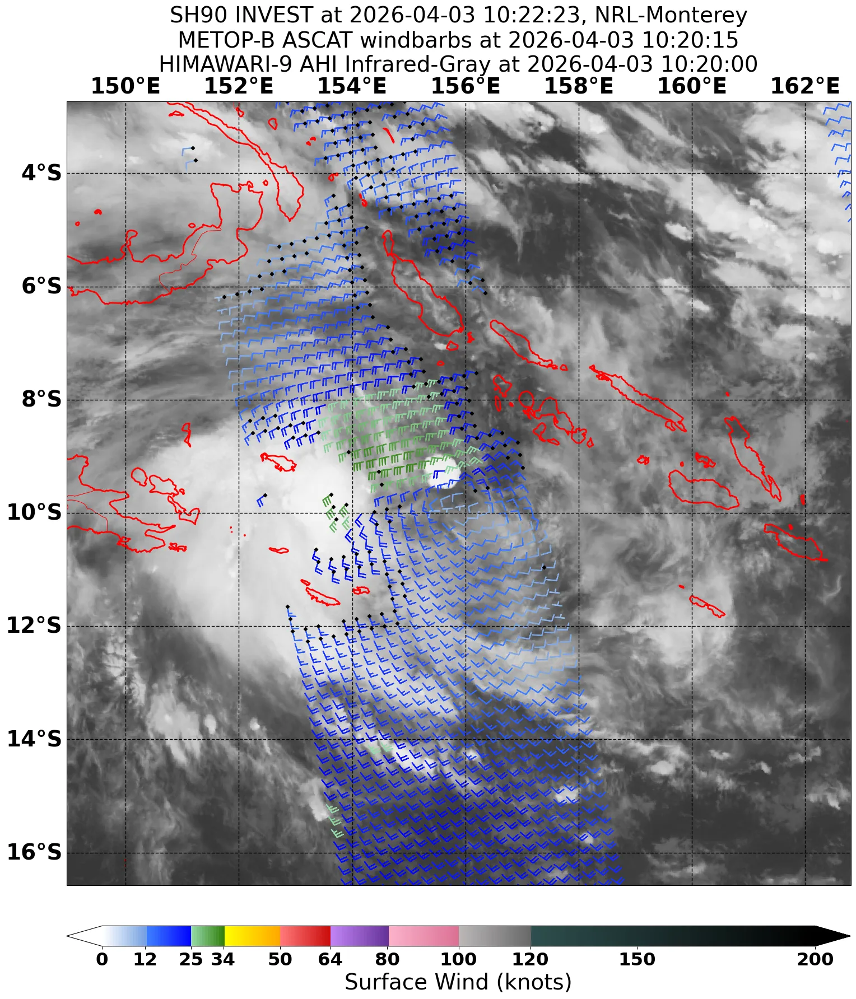 SH90 INVEST at 2026-04-03 10:22:23, NRL-Monterey
METOP-B ASCAT windbarbs at 2026-04-03 10:20:15
HIMAWARI-9 AHI Infrared-Gray at 2026-04-03 10:20:00
150°E 152°E 154°E 156°E 158°E 160°E 162°E
4°S
6°S
8°S
10°S
12°S
14°S
16°S
0 12 25 34 50 64 80 100 120 150 200
Surface Wind (knots)